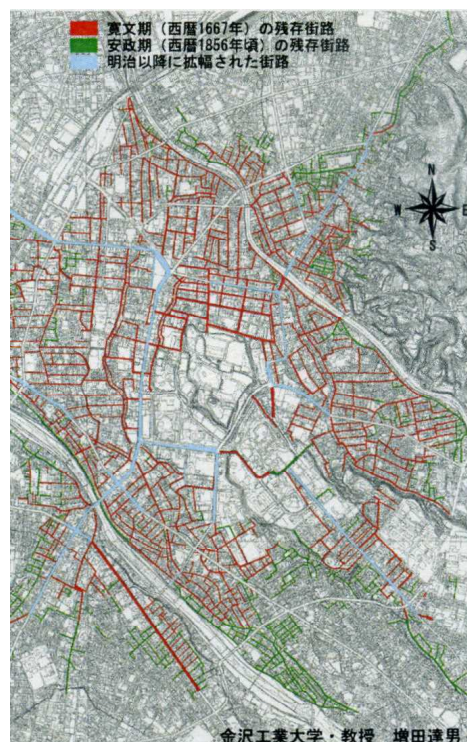 寛文期（西暦1667年）の残存街路
安政期（西暦1856年頃）の残存街路
明治以降に拡幅された街路
N
W
E
S
金沢工業大学・教授　増田達男